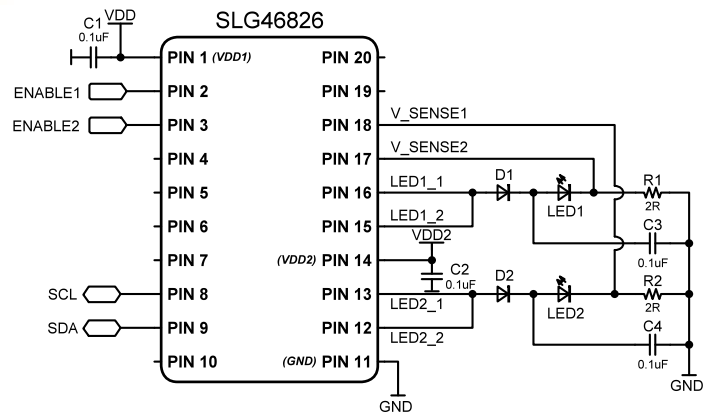 SLG46826
C1
VDD
0.1uF
PIN 1 (VDD1)
PIN 20
ENABLE1
PIN 2
PIN 19
ENABLE2
PIN 3
PIN 18
V_SENSE1
PIN 4
PIN 17
V_SENSE2
PIN 5
PIN 16
LED1_1
D1
LED1
R1
2R
PIN 6
PIN 15
LED1_2
C3
0.1uF
VDD2
PIN 7
(VDD2) PIN 14
C2
0.1uF
SCL
PIN 8
PIN 13
LED2_1
D2
LED2
R2
2R
SDA
PIN 9
PIN 12
LED2_2
C4
0.1uF
PIN 10
(GND) PIN 11
GND
GND